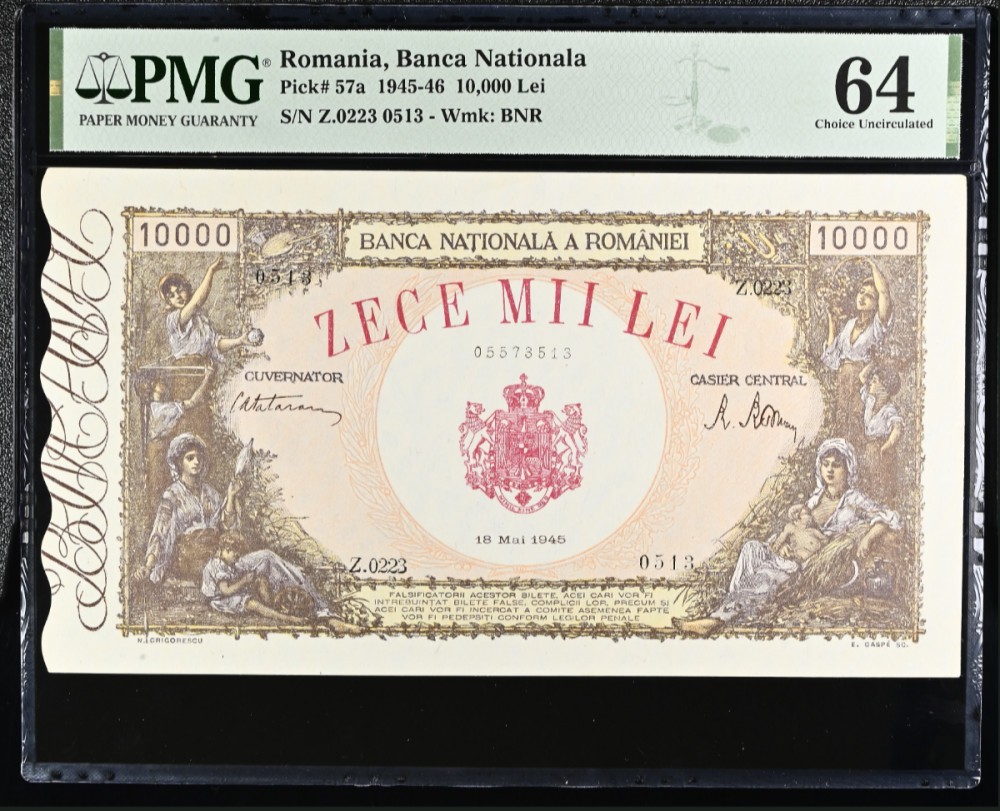 PMG®
PAPER MONEY GUARANTY
Romania, Banca Nationala
Pick# 57a 1945-46 10,000 Lei
S/N Z.0223 0513 - Wmk: BNR
64
Choice Uncirculated
10000
BANCA NAȚIONALĂ A ROMÂNIEI
10000
0513
Z.0223
ZECE MII LEI
05573513
GUVERNATOR
CASIER CENTRAL
18 Mai 1945
Z.0223
0513
FALSIFICATORII ACESTOR BILETE, ACEI CARI VOR FI
INTREBUINȚAT BILETE FALSE, COMPLICII LOR, PRECUM ȘI
ACEI CARI VOR FI INCERCAT A COMITE ASEMENEA FAPTE
VOR FI PEDEPSIȚI CONFORM LEGILOR PENALE
N. GRIGORESCU
E. GASPÉ SC.